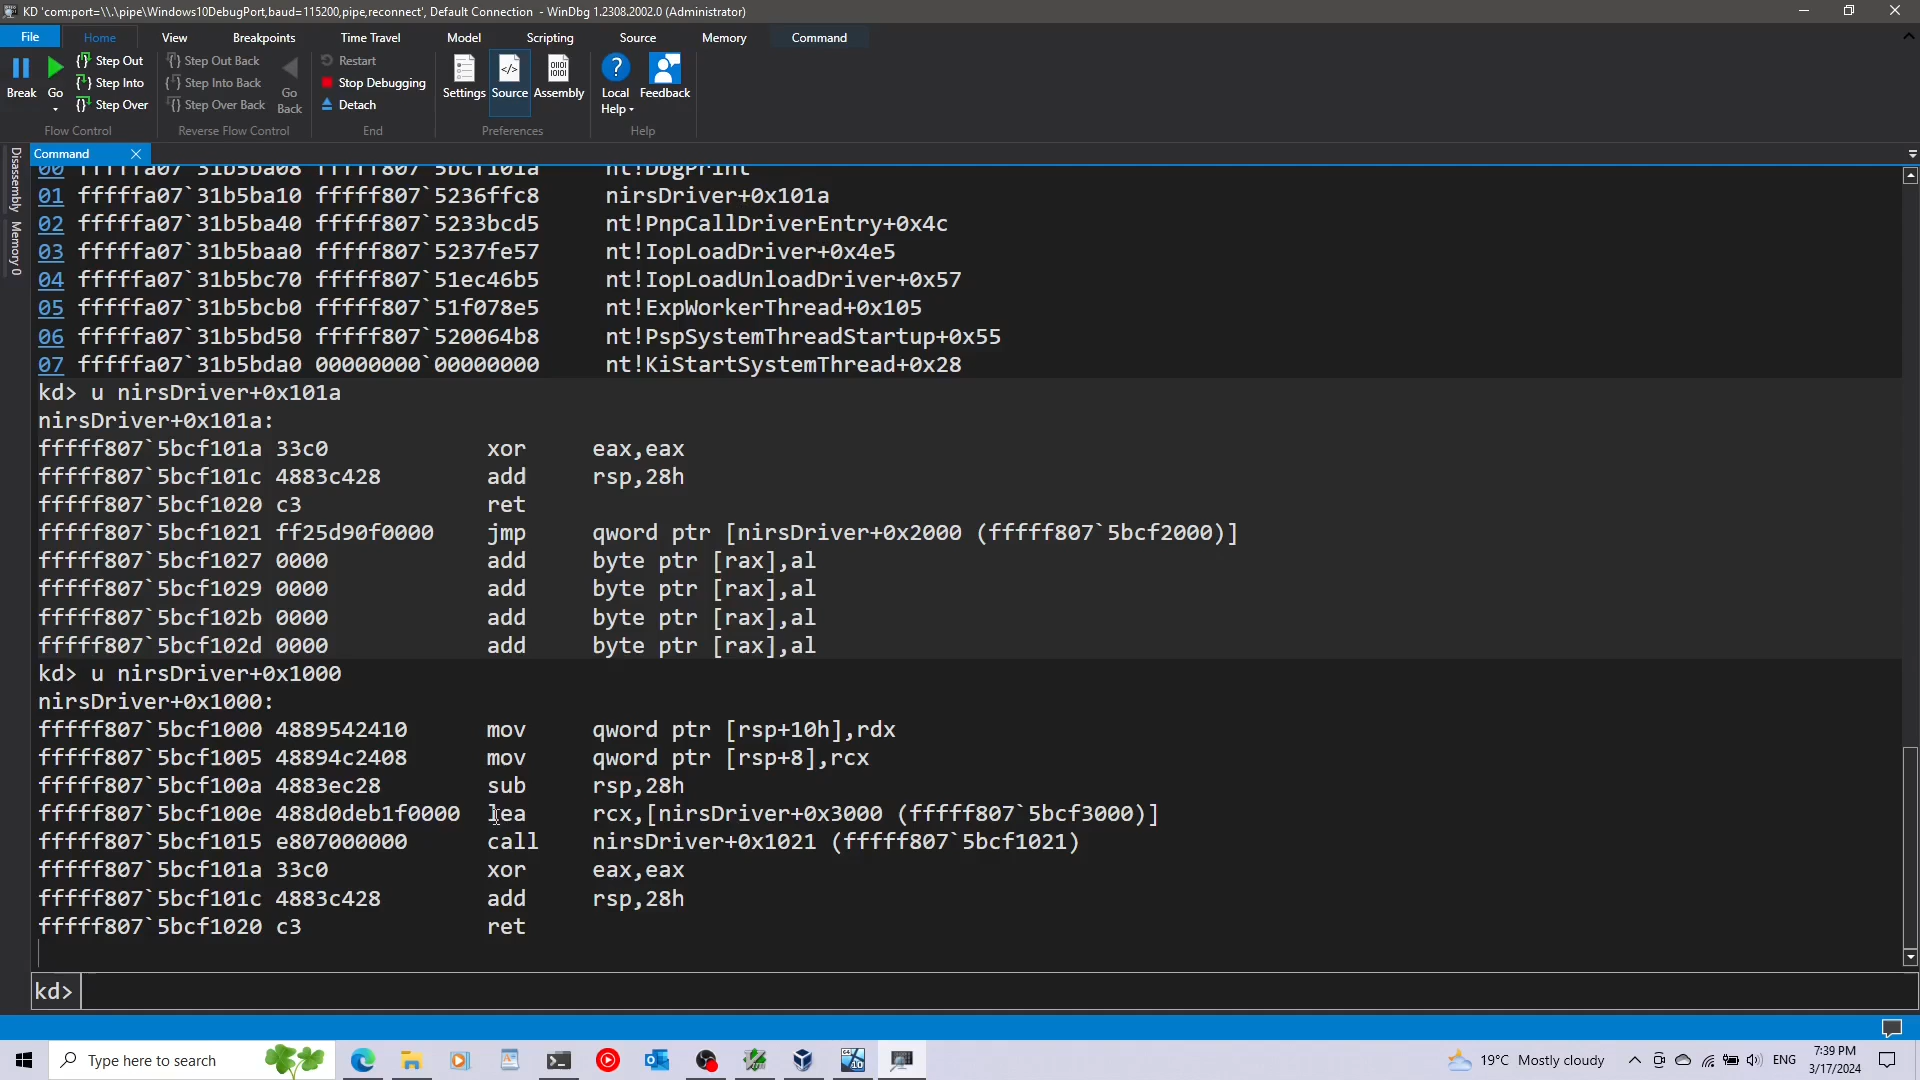 KD 'com:port=\\.\pipe\Windows10DebugPort,baud=115200,pipe,reconnect', Default Connection - WinDbg 1.2308.2002.0 (Administrator)
File Home View Breakpoints Time Travel Model Scripting Source Memory Command
Break
Go
Step Out
Step Into
Step Over
Flow Control
Step Out Back
Step Into Back
Step Over Back
Go Back
Reverse Flow Control
Restart
Stop Debugging
Detach
End
Settings
Source
Assembly
Preferences
Local Help
Feedback
Help
Disassembly
Memory 0
Command
00 fffffa07`31b5ba08 fffff807`5bcf101a nt!DbgPrint
01 fffffa07`31b5ba10 fffff807`5236ffc8 nirsDriver+0x101a
02 fffffa07`31b5ba40 fffff807`5233bcd5 nt!PnpCallDriverEntry+0x4c
03 fffffa07`31b5baa0 fffff807`5237fe57 nt!IopLoadDriver+0x4e5
04 fffffa07`31b5bc70 fffff807`51ec46b5 nt!IopLoadUnloadDriver+0x57
05 fffffa07`31b5bcb0 fffff807`51f078e5 nt!ExpWorkerThread+0x105
06 fffffa07`31b5bd50 fffff807`520064b8 nt!PspSystemThreadStartup+0x55
07 fffffa07`31b5bda0 00000000`00000000 nt!KiStartSystemThread+0x28
kd> u nirsDriver+0x101a
nirsDriver+0x101a:
fffff807`5bcf101a 33c0 xor eax,eax
fffff807`5bcf101c 4883c428 add rsp,28h
fffff807`5bcf1020 c3 ret
fffff807`5bcf1021 ff25d90f0000 jmp qword ptr [nirsDriver+0x2000 (fffff807`5bcf2000)]
fffff807`5bcf1027 0000 add byte ptr [rax],al
fffff807`5bcf1029 0000 add byte ptr [rax],al
fffff807`5bcf102b 0000 add byte ptr [rax],al
fffff807`5bcf102d 0000 add byte ptr [rax],al
kd> u nirsDriver+0x1000
nirsDriver+0x1000:
fffff807`5bcf1000 4889542410 mov qword ptr [rsp+10h],rdx
fffff807`5bcf1005 48894c2408 mov qword ptr [rsp+8],rcx
fffff807`5bcf100a 4883ec28 sub rsp,28h
fffff807`5bcf100e 488d0deb1f0000 lea rcx,[nirsDriver+0x3000 (fffff807`5bcf3000)]
fffff807`5bcf1015 e807000000 call nirsDriver+0x1021 (fffff807`5bcf1021)
fffff807`5bcf101a 33c0 xor eax,eax
fffff807`5bcf101c 4883c428 add rsp,28h
fffff807`5bcf1020 c3 ret
kd>
Type here to search
19°C Mostly cloudy
ENG
7:39 PM
3/17/2024